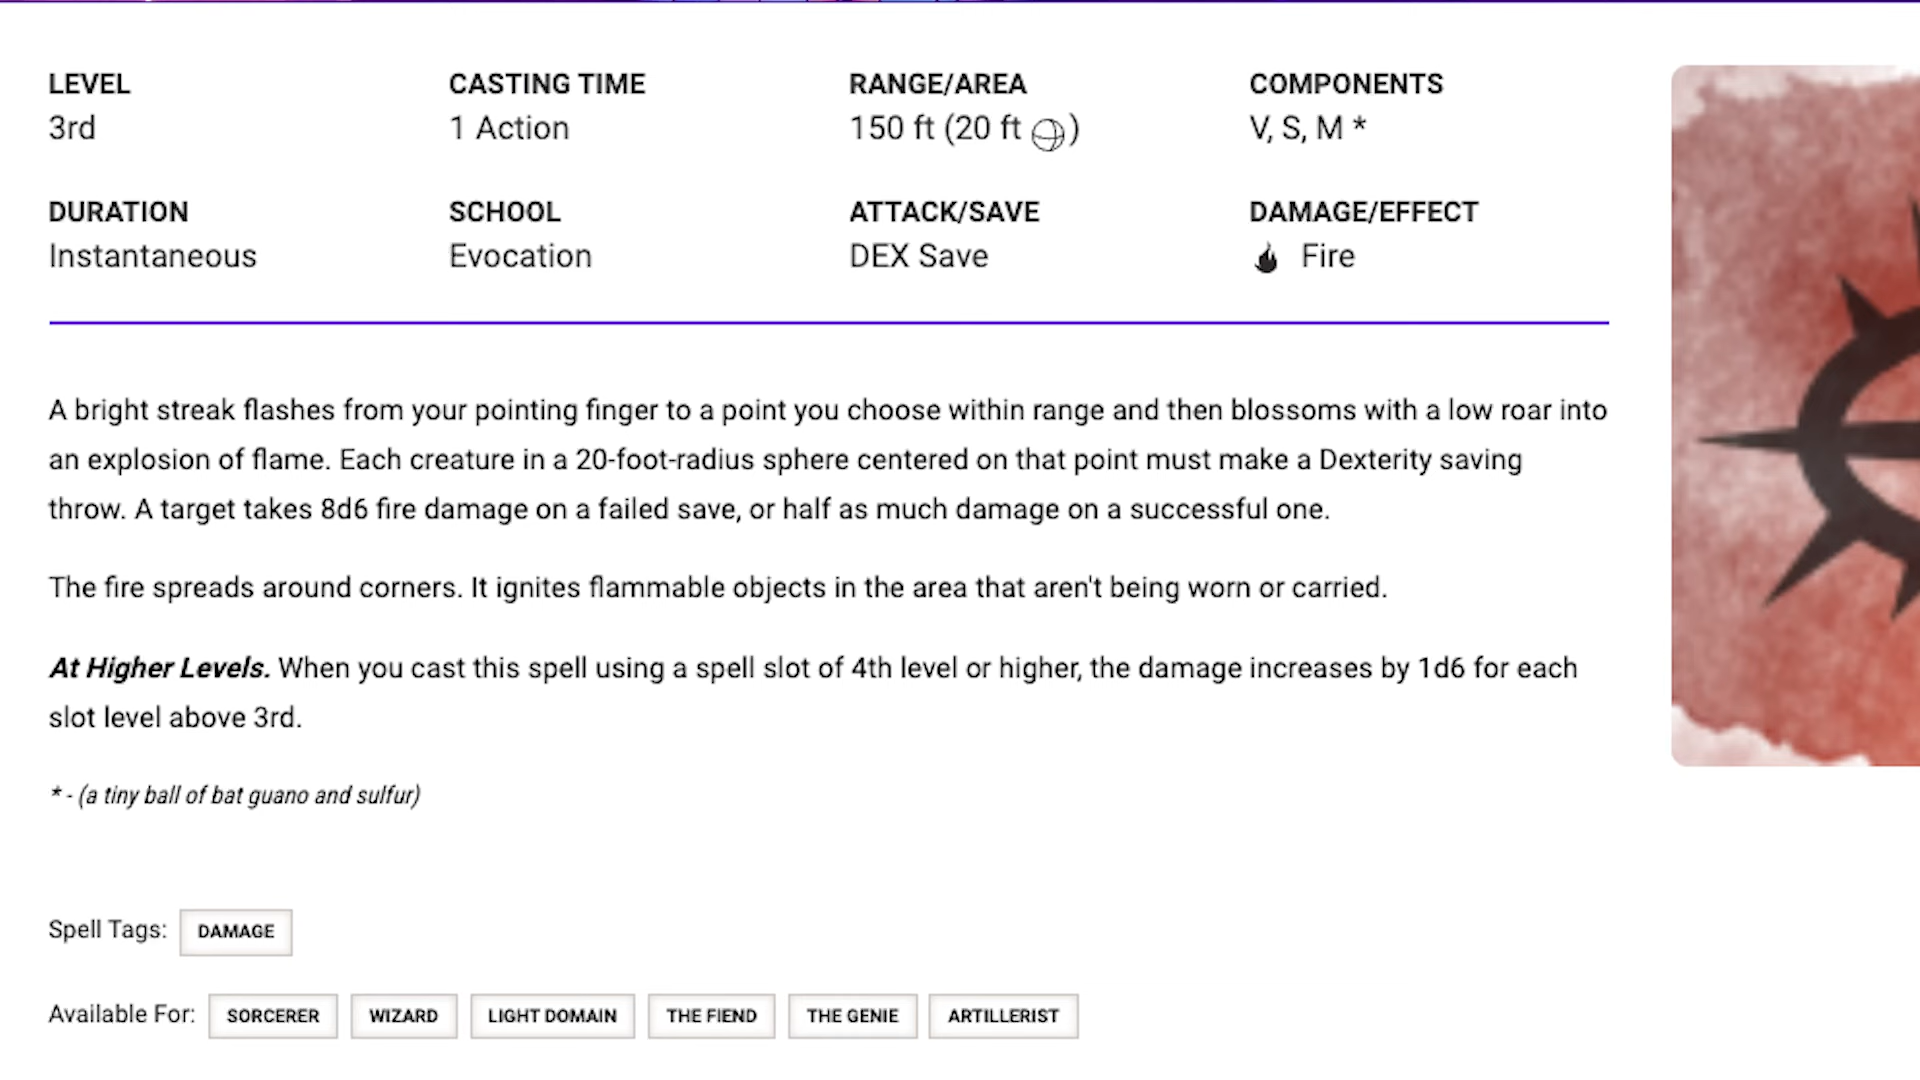 LEVEL CASTING TIME RANGE/AREA COMPONENTS
3rd 1 Action 150 ft (20 ft ) V, S, M *
DURATION SCHOOL ATTACK/SAVE DAMAGE/EFFECT
Instantaneous Evocation DEX Save Fire
A bright streak flashes from your pointing finger to a point you choose within range and then blossoms with a low roar into
an explosion of flame. Each creature in a 20-foot-radius sphere centered on that point must make a Dexterity saving
throw. A target takes 8d6 fire damage on a failed save, or half as much damage on a successful one.
The fire spreads around corners. It ignites flammable objects in the area that aren't being worn or carried.
At Higher Levels. When you cast this spell using a spell slot of 4th level or higher, the damage increases by 1d6 for each
slot level above 3rd.
* - (a tiny ball of bat guano and sulfur)
Spell Tags: DAMAGE
Available For: SORCERER WIZARD LIGHT DOMAIN THE FIEND THE GENIE ARTILLERIST